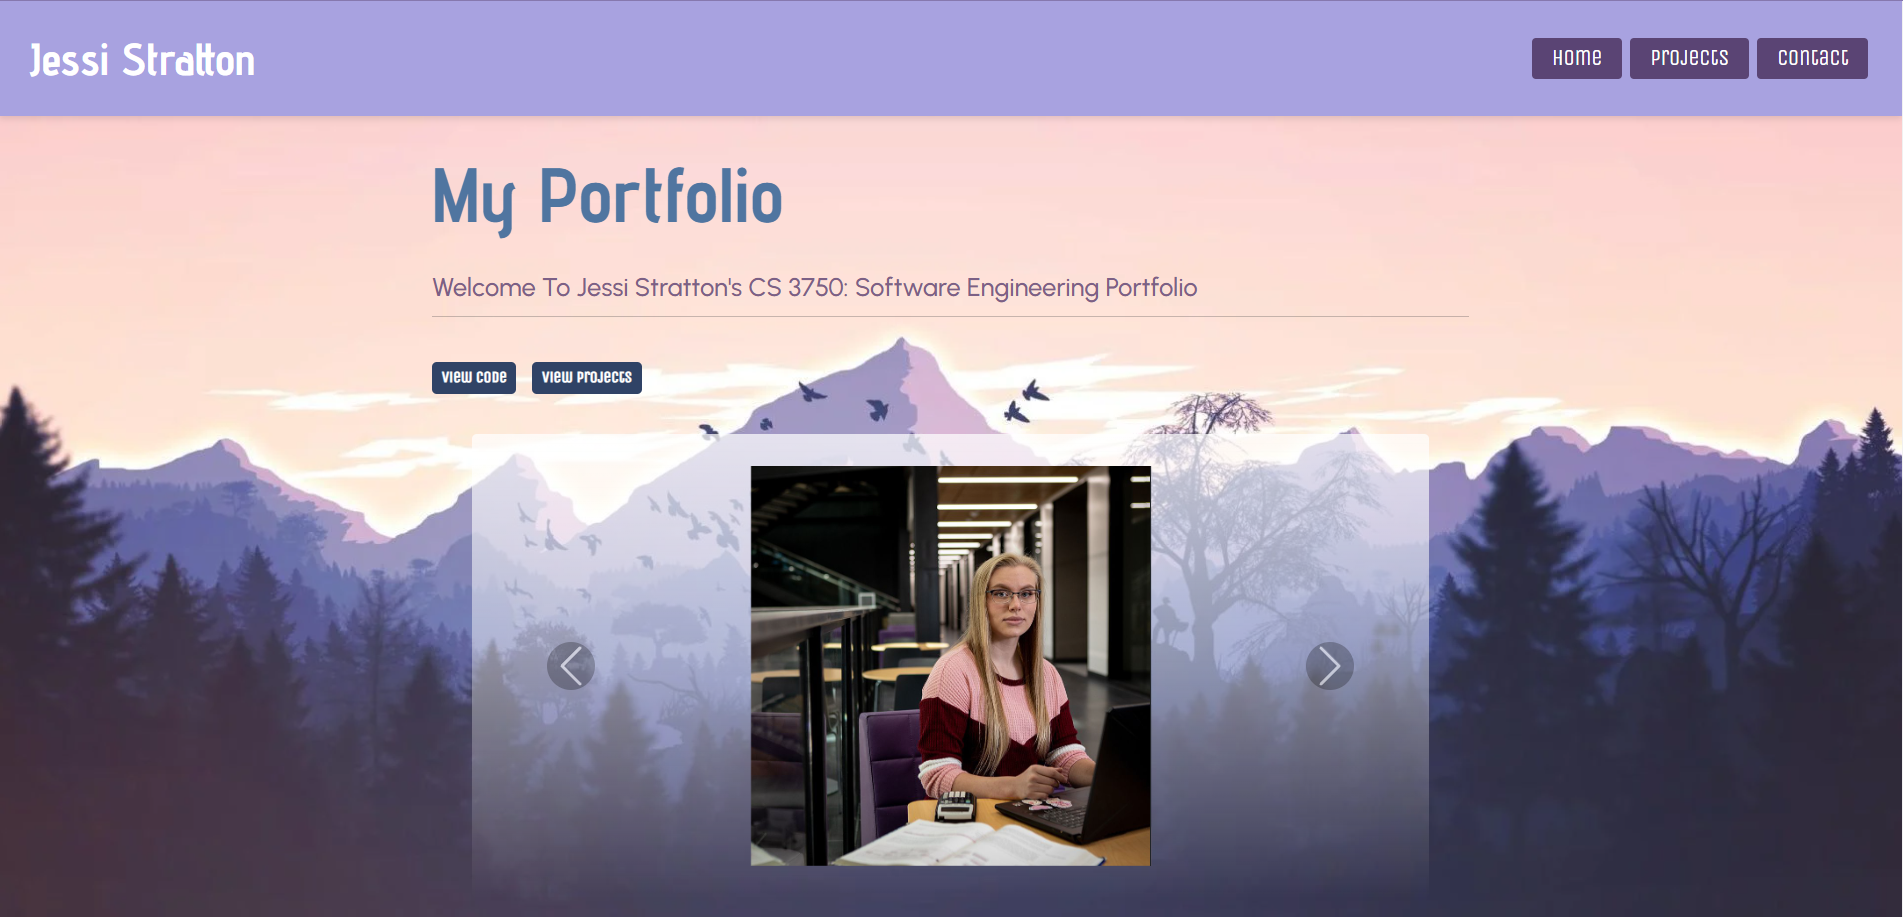 Jessi Stratton
Home Projects Contact
My Portfolio
Welcome To Jessi Stratton's CS 3750: Software Engineering Portfolio
View Code View Projects